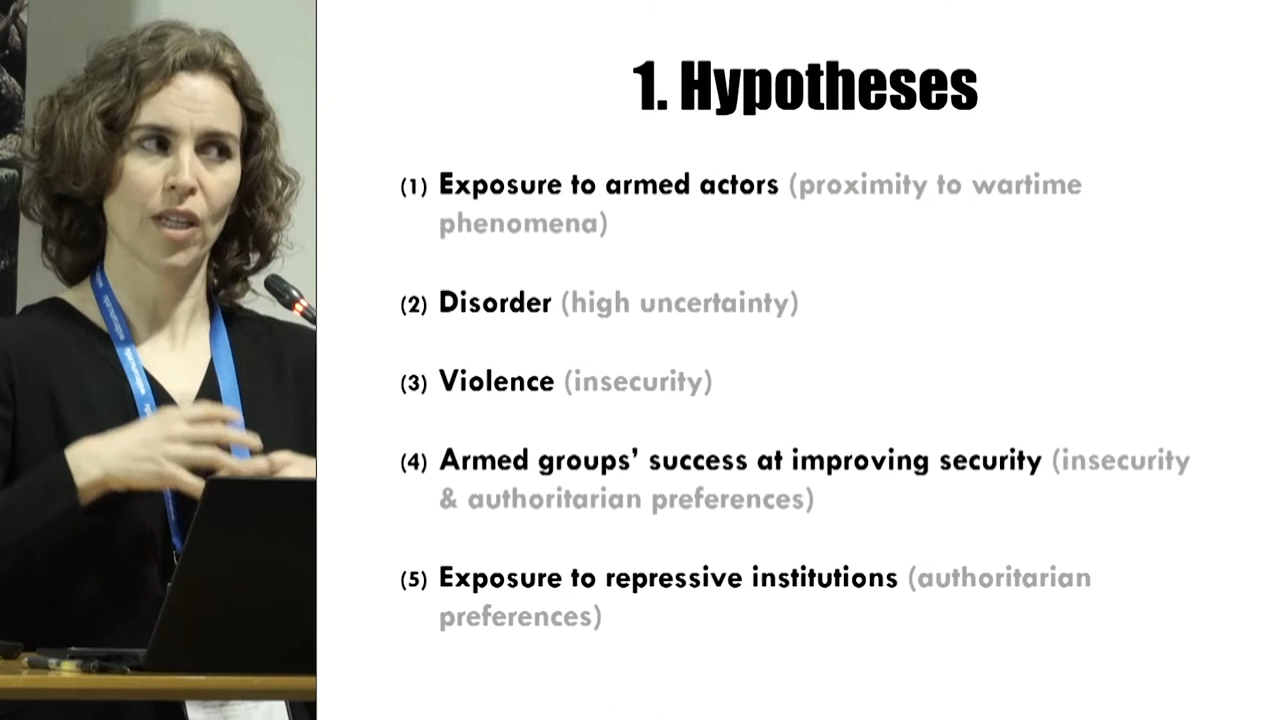 1. Hypotheses
(1) Exposure to armed actors (proximity to wartime
phenomena)
(2) Disorder (high uncertainty)
(3) Violence (insecurity)
(4) Armed groups’ success at improving security (insecurity
& authoritarian preferences)
(5) Exposure to repressive institutions (authoritarian
preferences)